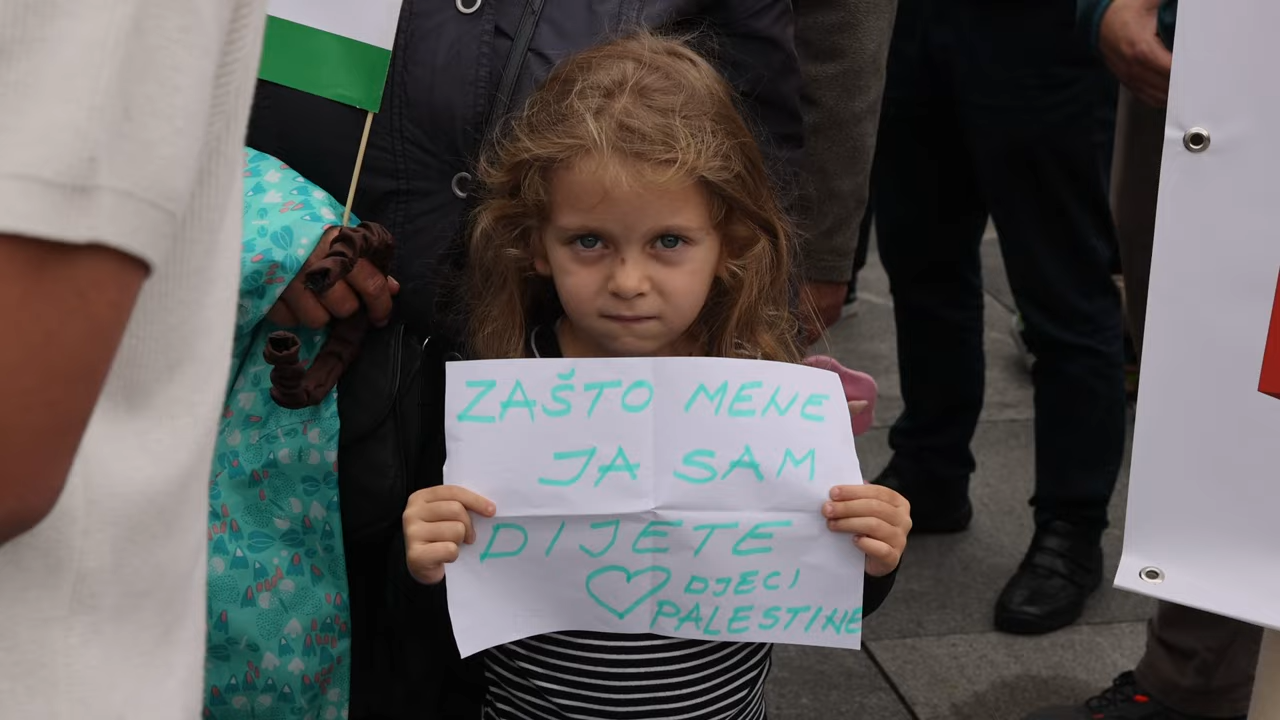 ZAŠTO MENE
JA SAM
DIJETE
DJECI
PALESTINE